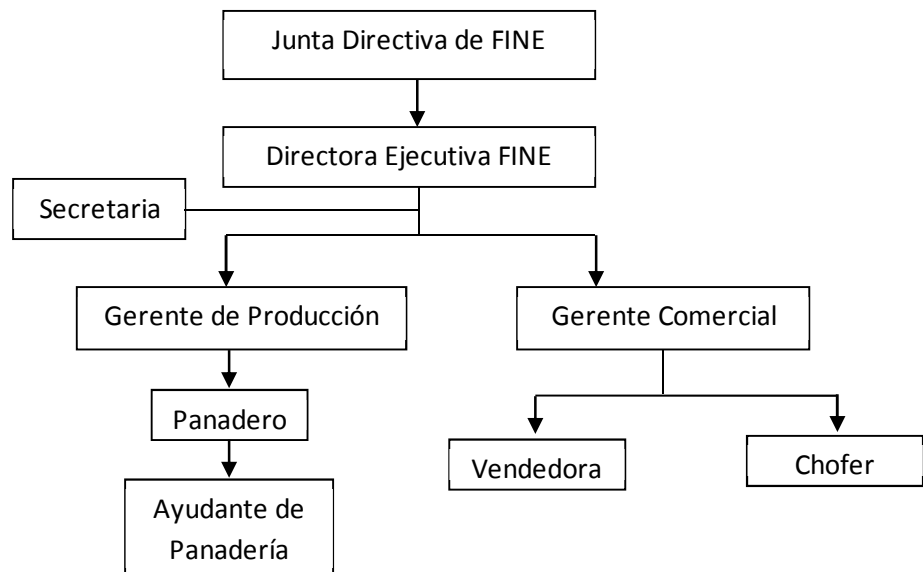 Junta Directiva de FINE
Directora Ejecutiva FINE
Secretaria
Gerente de Producción
Gerente Comercial
Panadero
Vendedora
Chofer
Ayudante de
Panadería